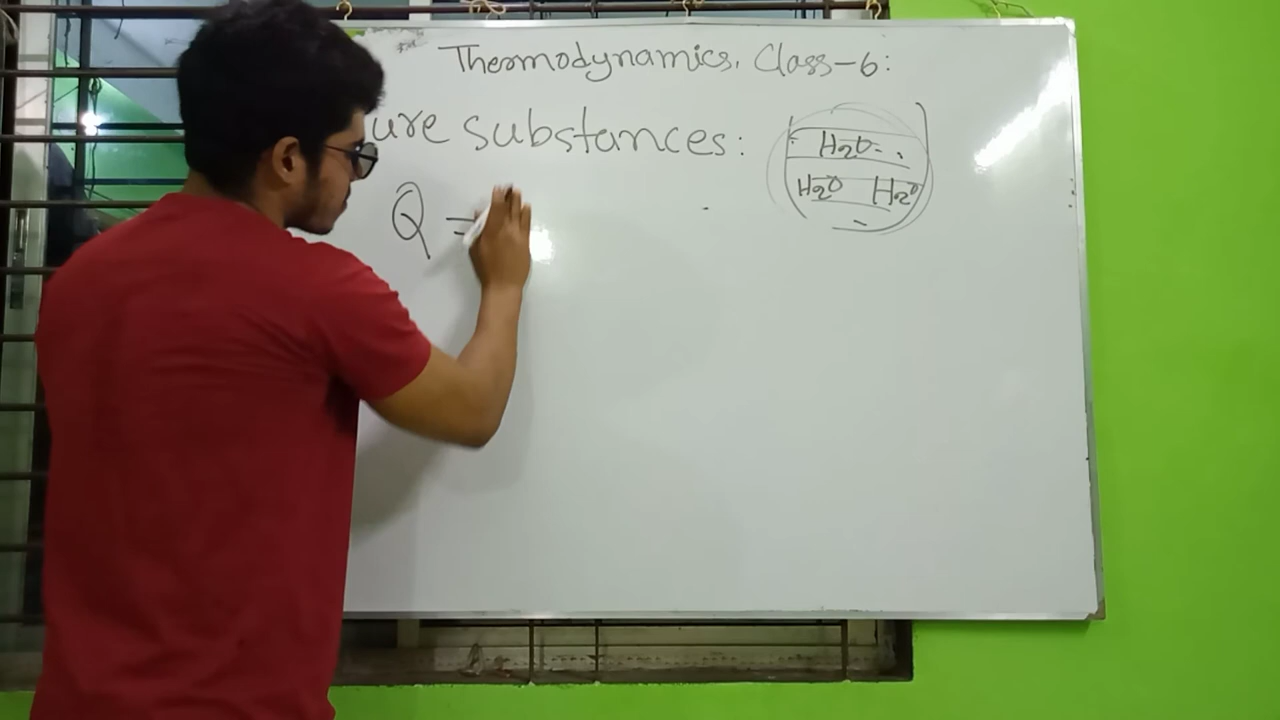 Thermodynamics, Class-6:
ure substances:
H2O
H2O H2O
Q =